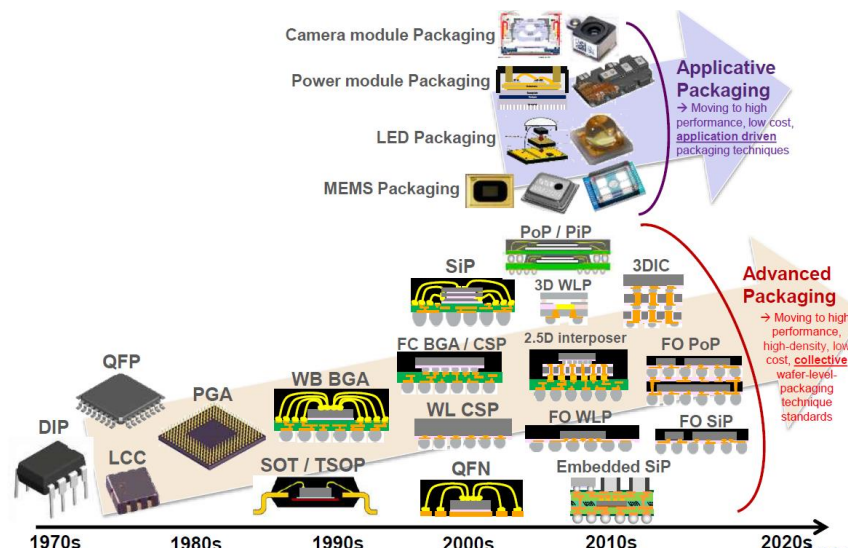 Camera module Packaging
Power module Packaging
LED Packaging
MEMS Packaging
Applicative
Packaging
→ Moving to high
performance, low cost,
application driven
packaging techniques
PoP / PiP
SiP
3D WLP
3DIC
Advanced
Packaging
→ Moving to high
performance,
high-density, low
cost, collective
wafer-level-
packaging
technique
standards
QFP
PGA
WB BGA
FC BGA / CSP
2.5D interposer
FO PoP
DIP
LCC
WL CSP
FO WLP
FO SiP
SOT / TSOP
QFN
Embedded SiP
1970s
1980s
1990s
2000s
2010s
2020s